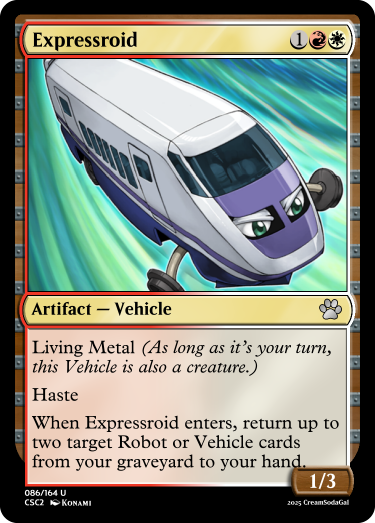 Expressroid 1
Artifact — Vehicle
Living Metal (As long as it's your turn,
this Vehicle is also a creature.)
Haste
When Expressroid enters, return up to
two target Robot or Vehicle cards
from your graveyard to your hand.
1/3
086/164 U
CSC2 KONAMI
2025 CreamSodaGal